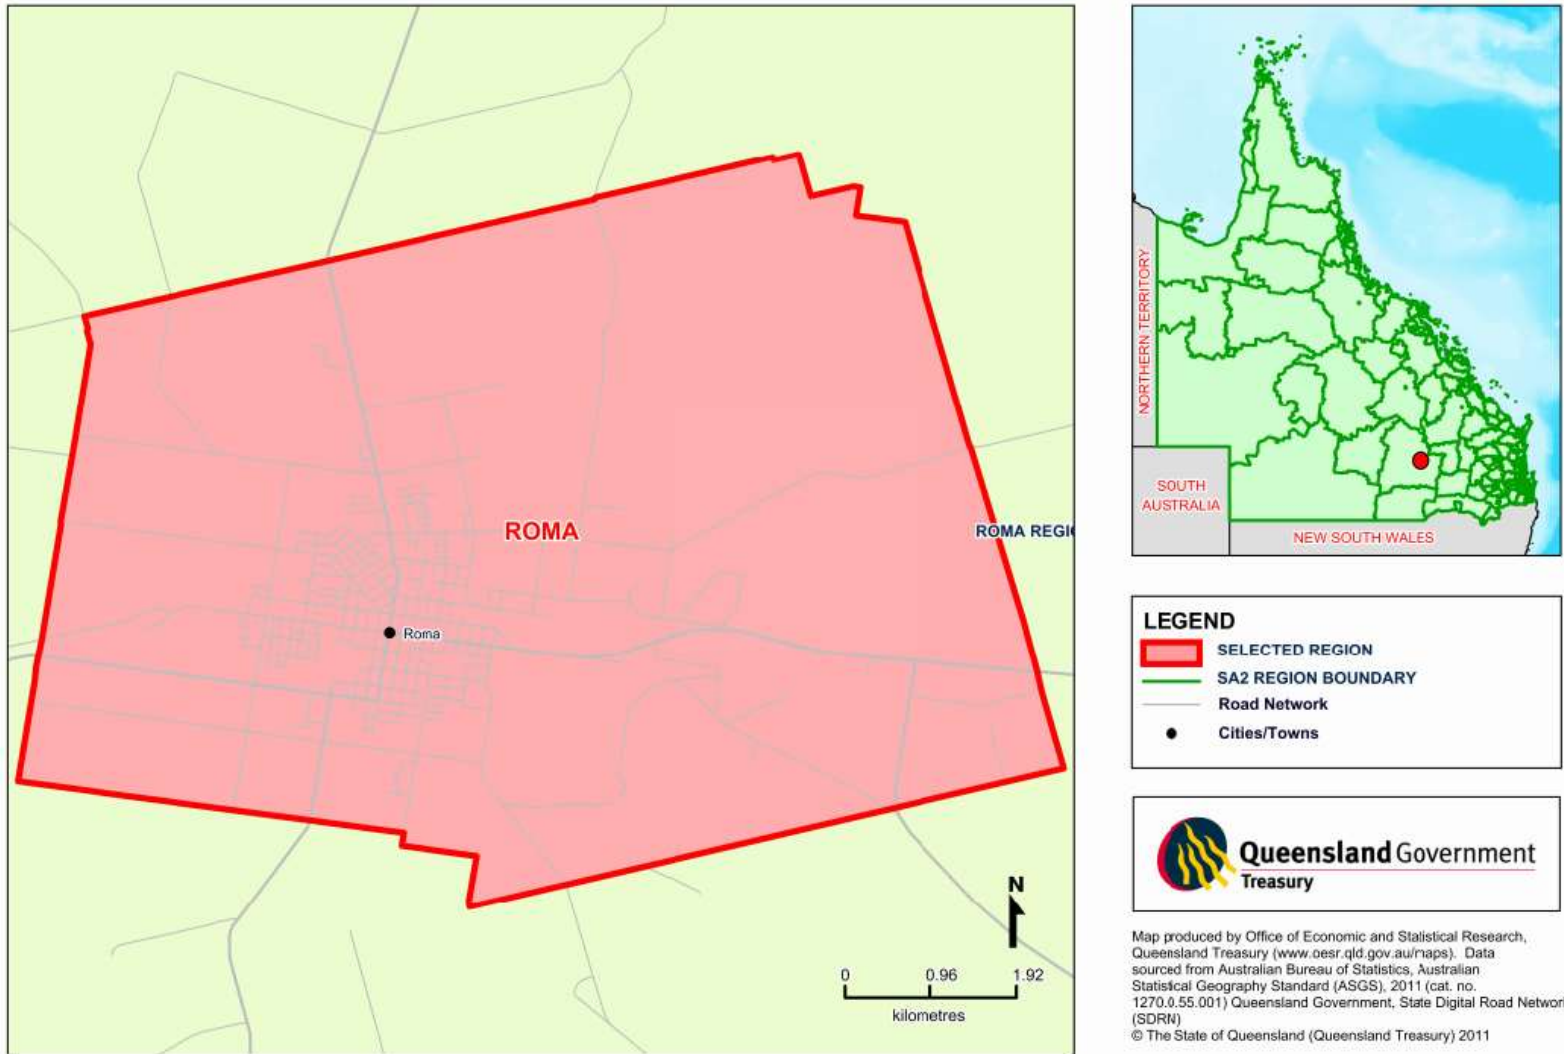 ROMA
ROMA REGIO
Roma
N
0 0.96 1.92
kilometres
NORTHERN TERRITORY
SOUTH
AUSTRALIA
NEW SOUTH WALES
LEGEND
SELECTED REGION
SA2 REGION BOUNDARY
Road Network
Cities/Towns
Queensland Government
Treasury
Map produced by Office of Economic and Statistical Research,
Queensland Treasury (www.oesr.qld.gov.au/maps). Data
sourced from Australian Bureau of Statistics, Australian
Statistical Geography Standard (ASGS), 2011 (cat. no.
1270.0.55.001) Queensland Government, State Digital Road Network
(SDRN)
© The State of Queensland (Queensland Treasury) 2011